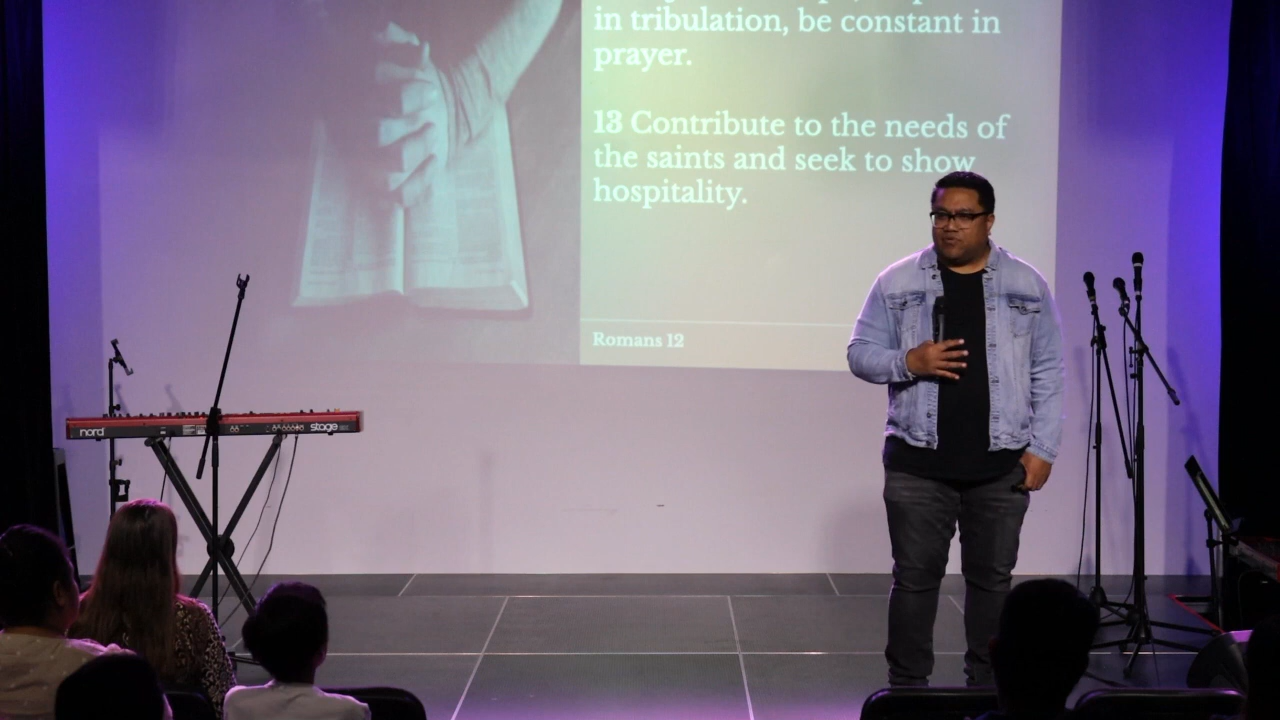 in tribulation, be constant in
prayer.
13 Contribute to the needs of
the saints and seek to show
hospitality.
Romans 12
nord
stage